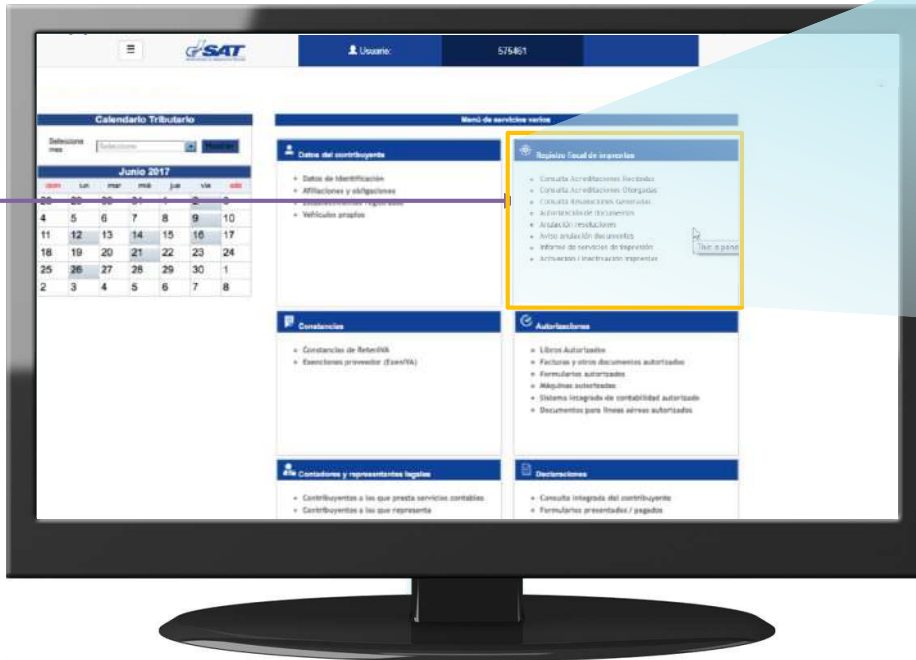 SAT
Usuario:
575461
Calendario Tributario
Seleccione mes
Seleccione
Junio 2017
dom lun mar mié jue vie sáb
4 5 6 7 8 9 10
11 12 13 14 15 16 17
18 19 20 21 22 23 24
25 26 27 28 29 30 1
2 3 4 5 6 7 8
Menú de servicios varios
Datos del contribuyente
Datos de Identificación
Afiliaciones y obligaciones
Vehículos propios
Registro fiscal de imprentas
Consulta Acreditaciones Recibidas
Consulta Acreditaciones Otorgadas
Consulta Resoluciones Generadas
Autorización de documentos
Anulación resoluciones
Aviso anulación documentos
Informe de servicios de impresión
Activación / Inactivación imprentas
Constancias
Constancias de RetenIVA
Exenciones proveedor (ExenIVA)
Autorizaciones
Libros Autorizados
Facturas y otros documentos autorizados
Formularios autorizados
Máquinas autorizadas
Sistema integrado de contabilidad autorizado
Documentos para líneas aéreas autorizados
Contadores y representantes legales
Contribuyentes a los que presta servicios contables
Contribuyentes a los que representa
Declaraciones
Consulta integrada del contribuyente
Formularios presentados / pagados